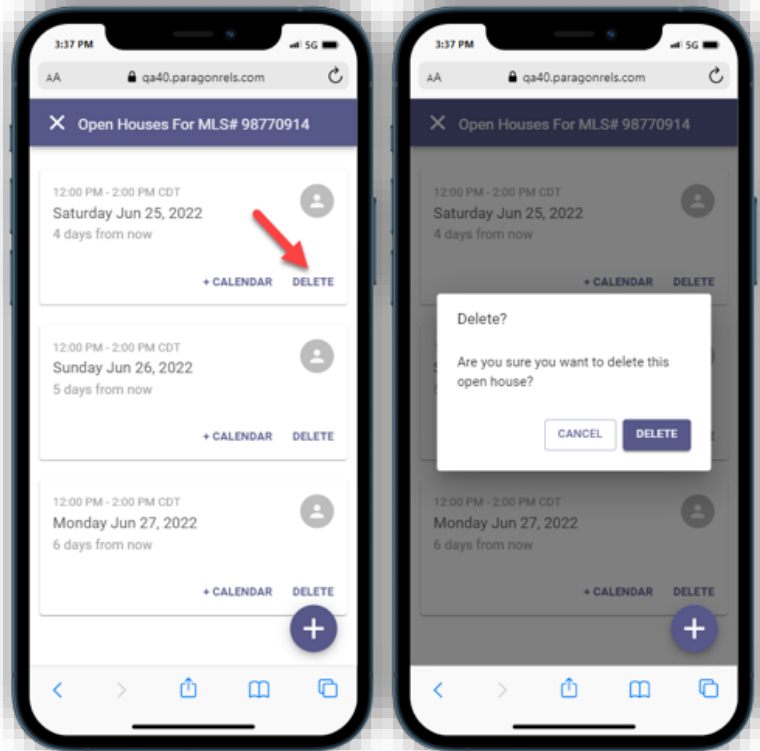 3:37 PM
5G
AA
qa40.paragonrels.com
Open Houses For MLS# 98770914
12:00 PM - 2:00 PM CDT
Saturday Jun 25, 2022
4 days from now
+ CALENDAR DELETE
12:00 PM - 2:00 PM CDT
Sunday Jun 26, 2022
5 days from now
+ CALENDAR DELETE
12:00 PM - 2:00 PM CDT
Monday Jun 27, 2022
6 days from now
+ CALENDAR DELETE
3:37 PM
5G
AA
qa40.paragonrels.com
Open Houses For MLS# 98770914
12:00 PM - 2:00 PM CDT
Saturday Jun 25, 2022
4 days from now
+ CALENDAR DELETE
Delete?
Are you sure you want to delete this
open house?
CANCEL DELETE
12:00 PM - 2:00 PM CDT
Monday Jun 27, 2022
6 days from now
+ CALENDAR DELETE